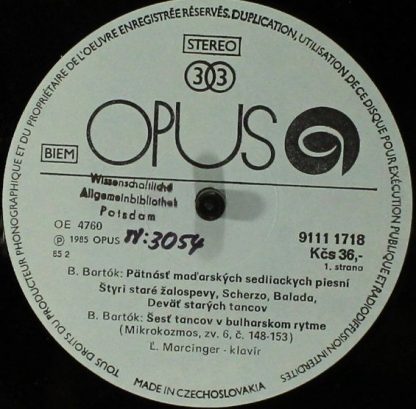 TOUS DROITS DU PRODUCTEUR PHONOGRAPHIQUE ET DU PROPRIÉTAIRE DE L'OEUVRE ENREGISTRÉE RÉSERVÉS. DUPLICATION, UTILISATION DE CE DISQUE POUR EXÉCUTION PUBLIQUE ET RADIODIFFUSION INTERDITES
STEREO
33
OPUS
BIEM
Wissenschaftliche
Allgemeinbibliothek
Potsdam
OE 4760
Ⓟ 1985 OPUS N: 3054
85 2
9111 1718
Kčs 36,-
1. strana
B. Bartók: Pätnásť maďarských sedliackych piesní
Štyri staré žalospevy, Scherzo, Balada,
Deväť starých tancov
B. Bartók: Šesť tancov v bulharskom rytme
(Mikrokozmo, zv. 6, č. 148-153)
Ľ. Marcinger - klavír
MADE IN CZECHOSLOVAKIA